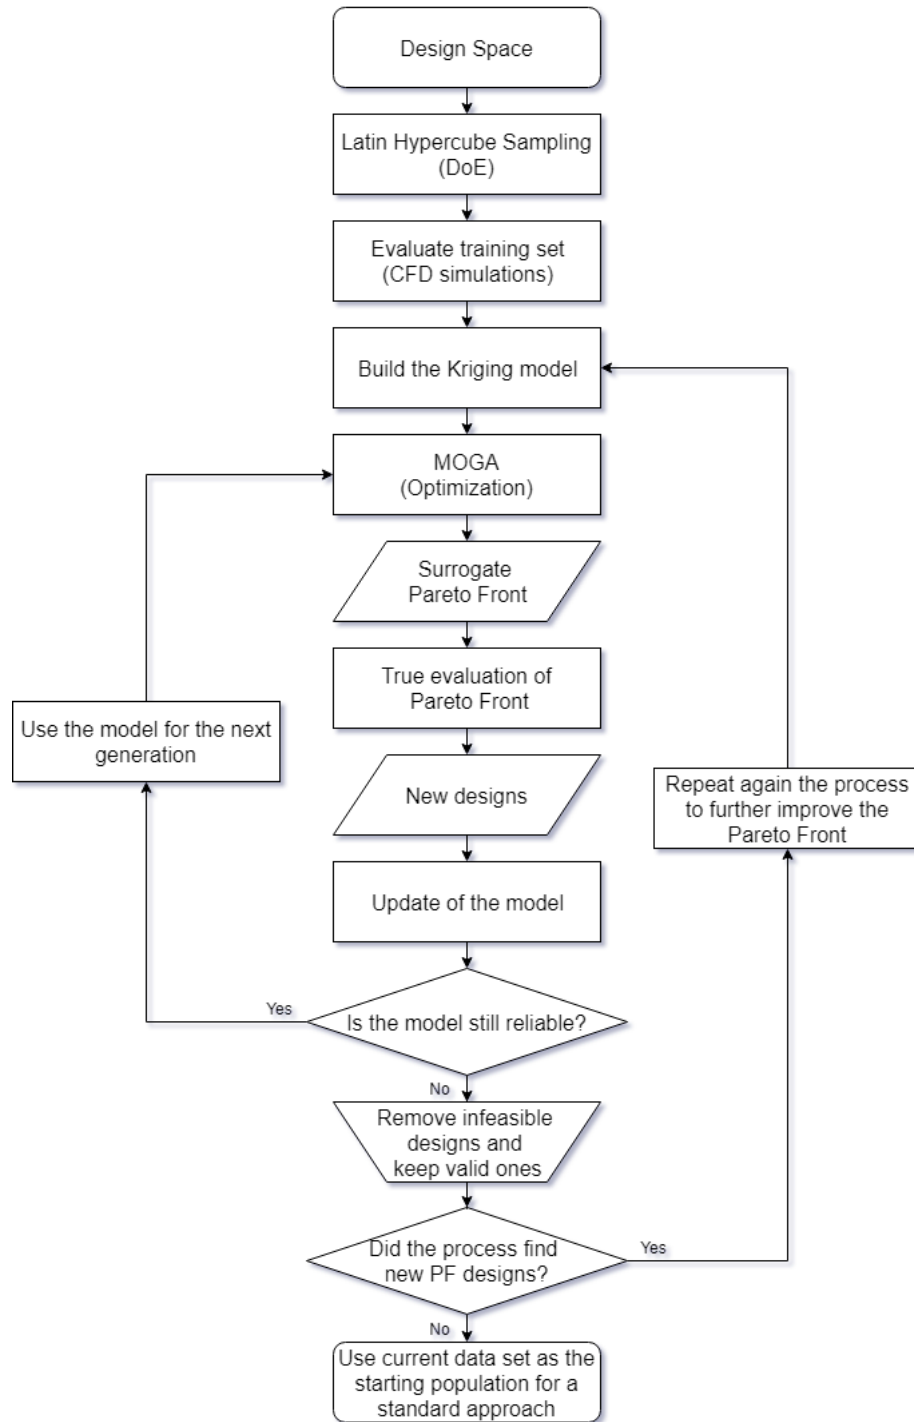 Design Space
Latin Hypercube Sampling
(DoE)
Evaluate training set
(CFD simulations)
Build the Kriging model
MOGA
(Optimization)
Surrogate
Pareto Front
True evaluation of
Pareto Front
Use the model for the next
generation
New designs
Repeat again the process
to further improve the
Pareto Front
Update of the model
Yes
Is the model still reliable?
No
Remove infeasible
designs and
keep valid ones
Did the process find
new PF designs?
Yes
No
Use current data set as the
starting population for a
standard approach